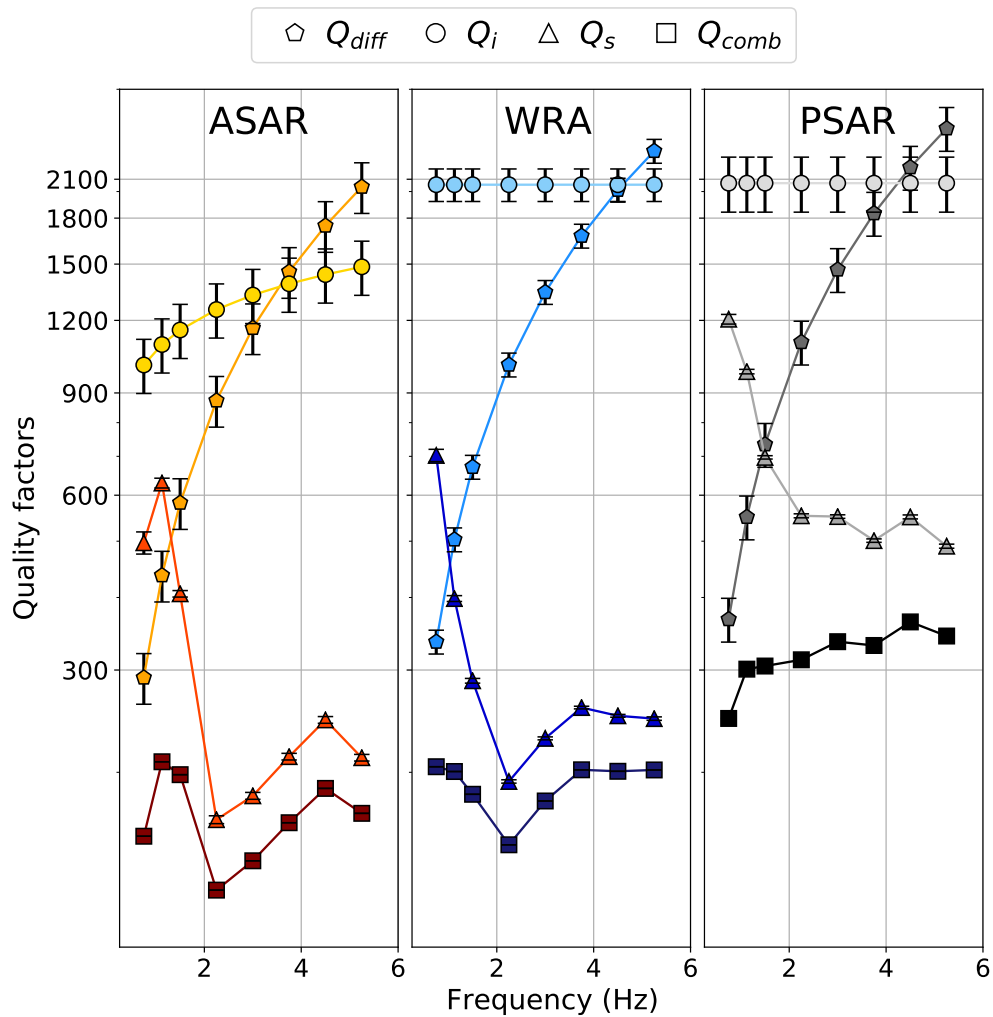 Q_diff Q_i Q_s Q_comb
ASAR WRA PSAR
2100
1800
1500
1200
900
600
300
Quality factors
2 4 6 2 4 6 2 4 6
Frequency (Hz)